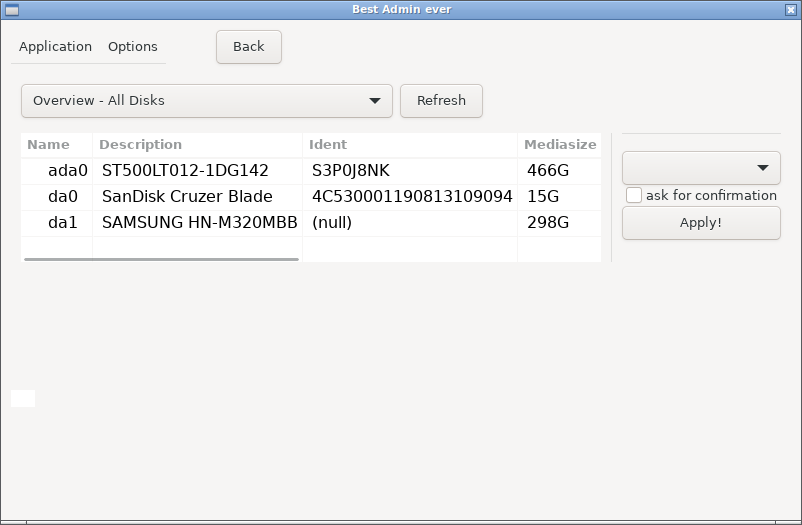 Best Admin ever
Application Options Back
Overview - All Disks Refresh
Name Description Ident Mediasize
ada0 ST500LT012-1DG142 S3P0J8NK 466G
da0 SanDisk Cruzer Blade 4C530001190813109094 15G
da1 SAMSUNG HN-M320MBB (null) 298G
ask for confirmation
Apply!